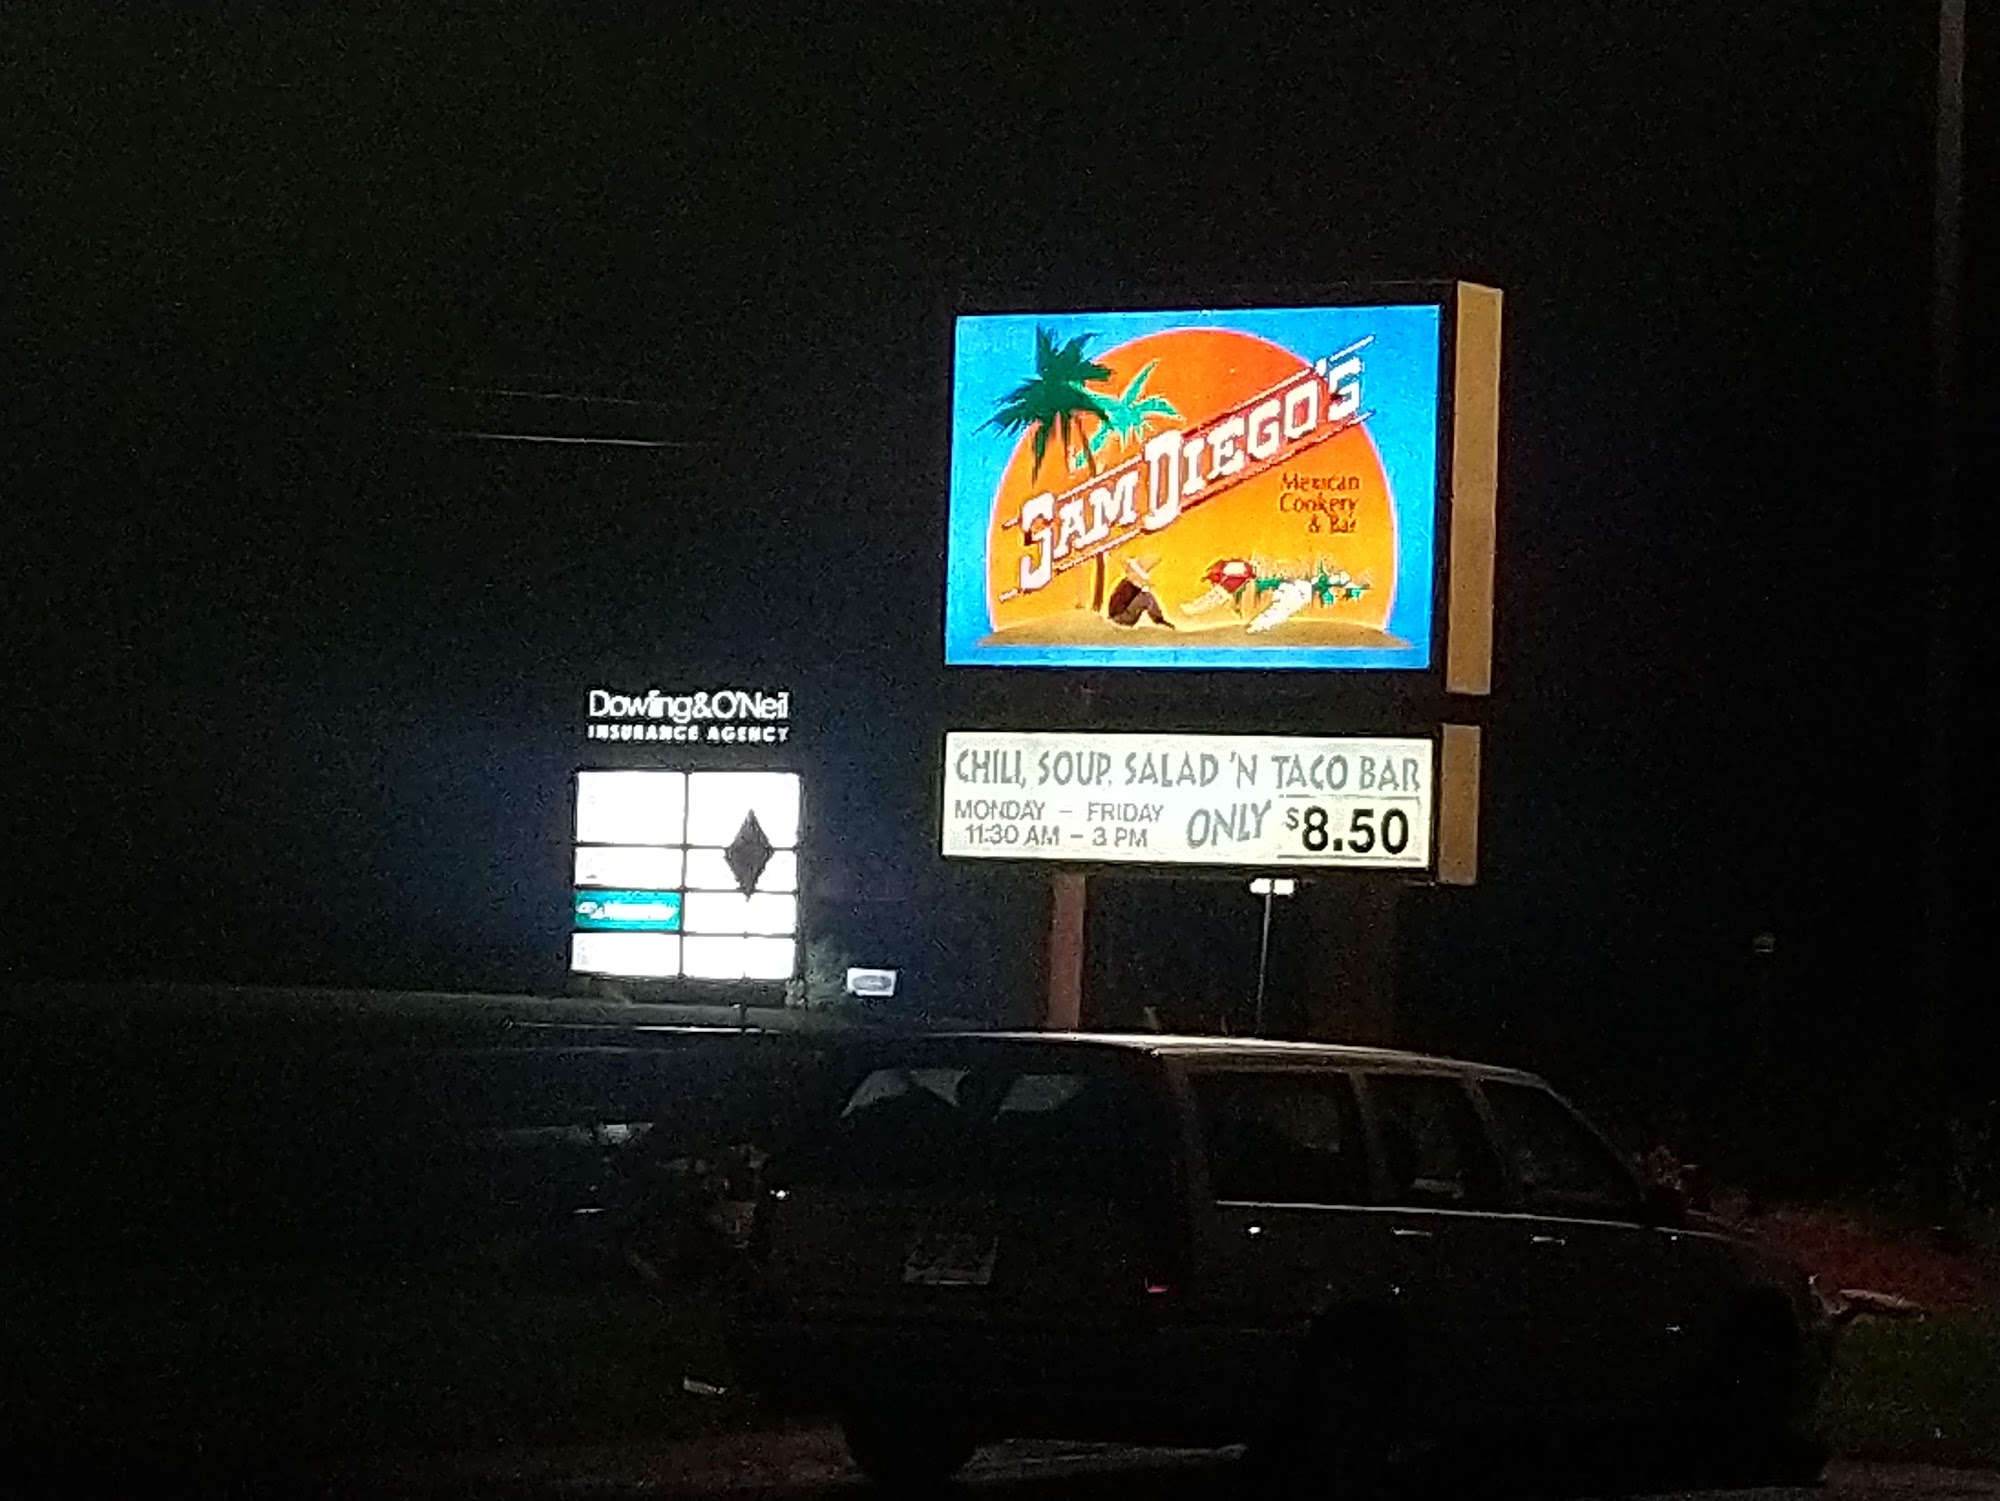 SAM DIEGO'S
Mexican
Cookery
& Bar
Dowling&O'Neil
INSURANCE AGENCY
CHILI, SOUP, SALAD 'N TACO BAR
MONDAY – FRIDAY
11:30 AM – 3 PM
ONLY $8.50